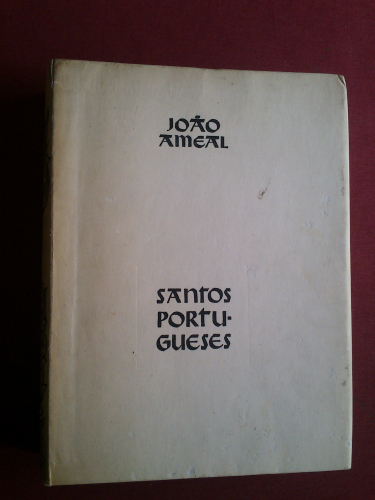 JOÃO
AMEAL
SANTOS
PORTU-
GUESES